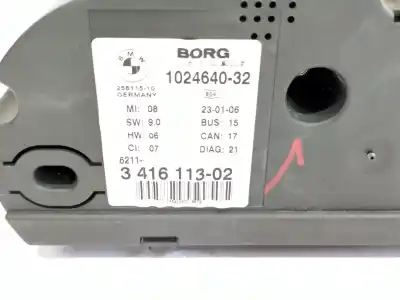 BMW
BORG
258115-10
GERMANY
1024640-32
MI: 08
23-01-06
SW: 9.0
BUS: 15
HW: 06
CAN: 17
CI: 07
DIAG: 21
6211-
3 416 113-02